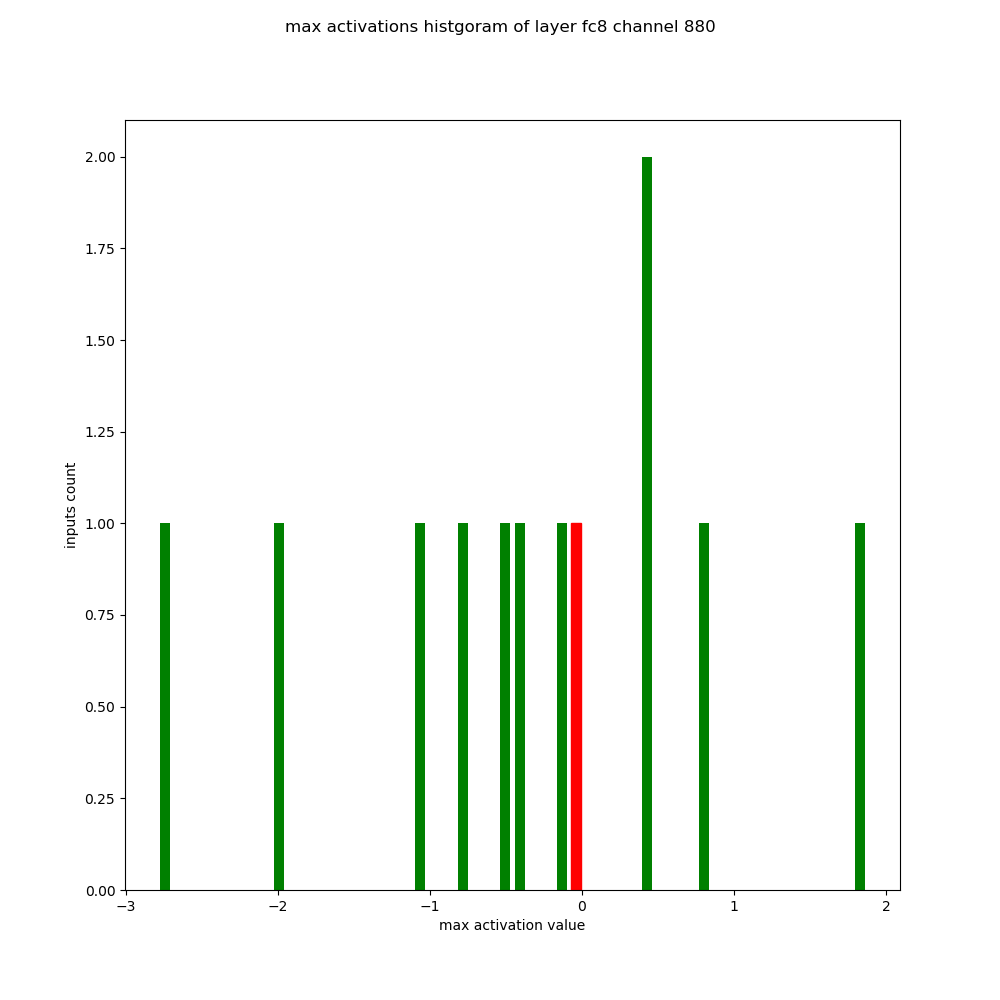 max activations histgoram of layer fc8 channel 880
2.00
1.75
1.50
1.25
1.00
0.75
0.50
0.25
0.00
inputs count
−3 −2 −1 0 1 2
max activation value